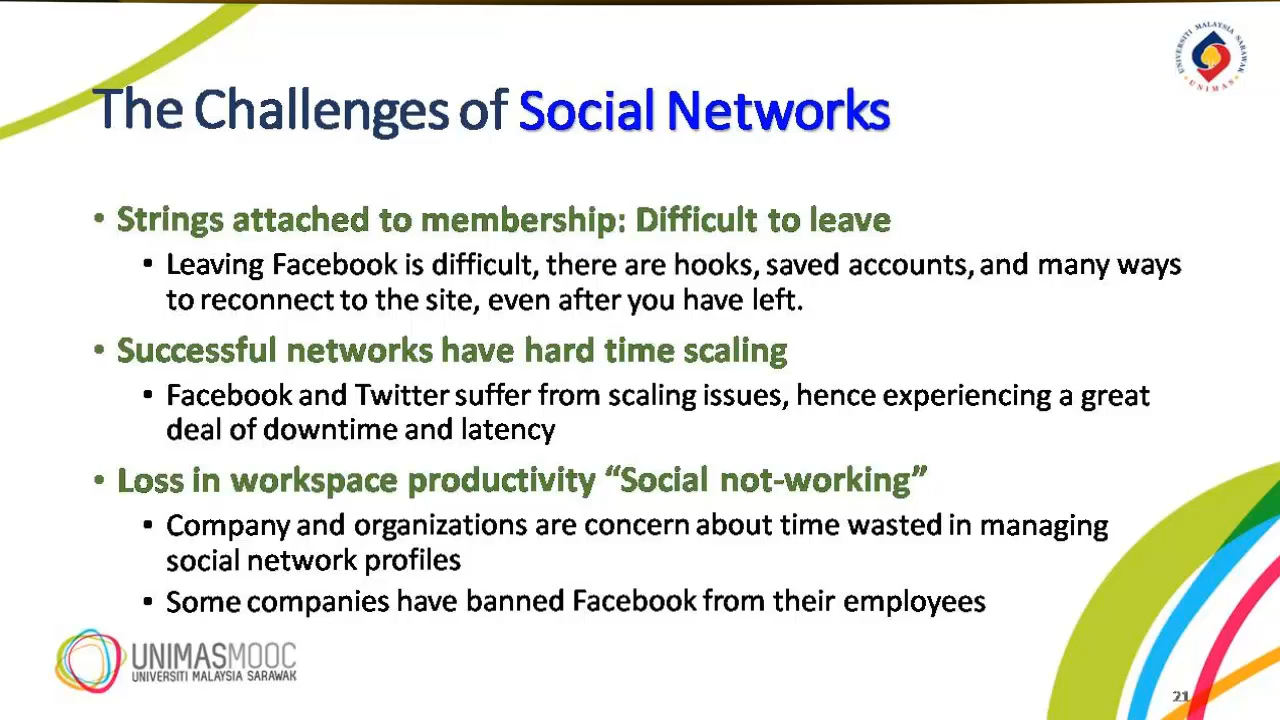 UNIVERSITI MALAYSIA SARAWAK
UNIMAS
The Challenges of Social Networks
• Strings attached to membership: Difficult to leave
• Leaving Facebook is difficult, there are hooks, saved accounts, and many ways
to reconnect to the site, even after you have left.
• Successful networks have hard time scaling
• Facebook and Twitter suffer from scaling issues, hence experiencing a great
deal of downtime and latency
• Loss in workspace productivity “Social not-working”
• Company and organizations are concern about time wasted in managing
social network profiles
• Some companies have banned Facebook from their employees
UNIMASMOOC
UNIVERSITI MALAYSIA SARAWAK
21